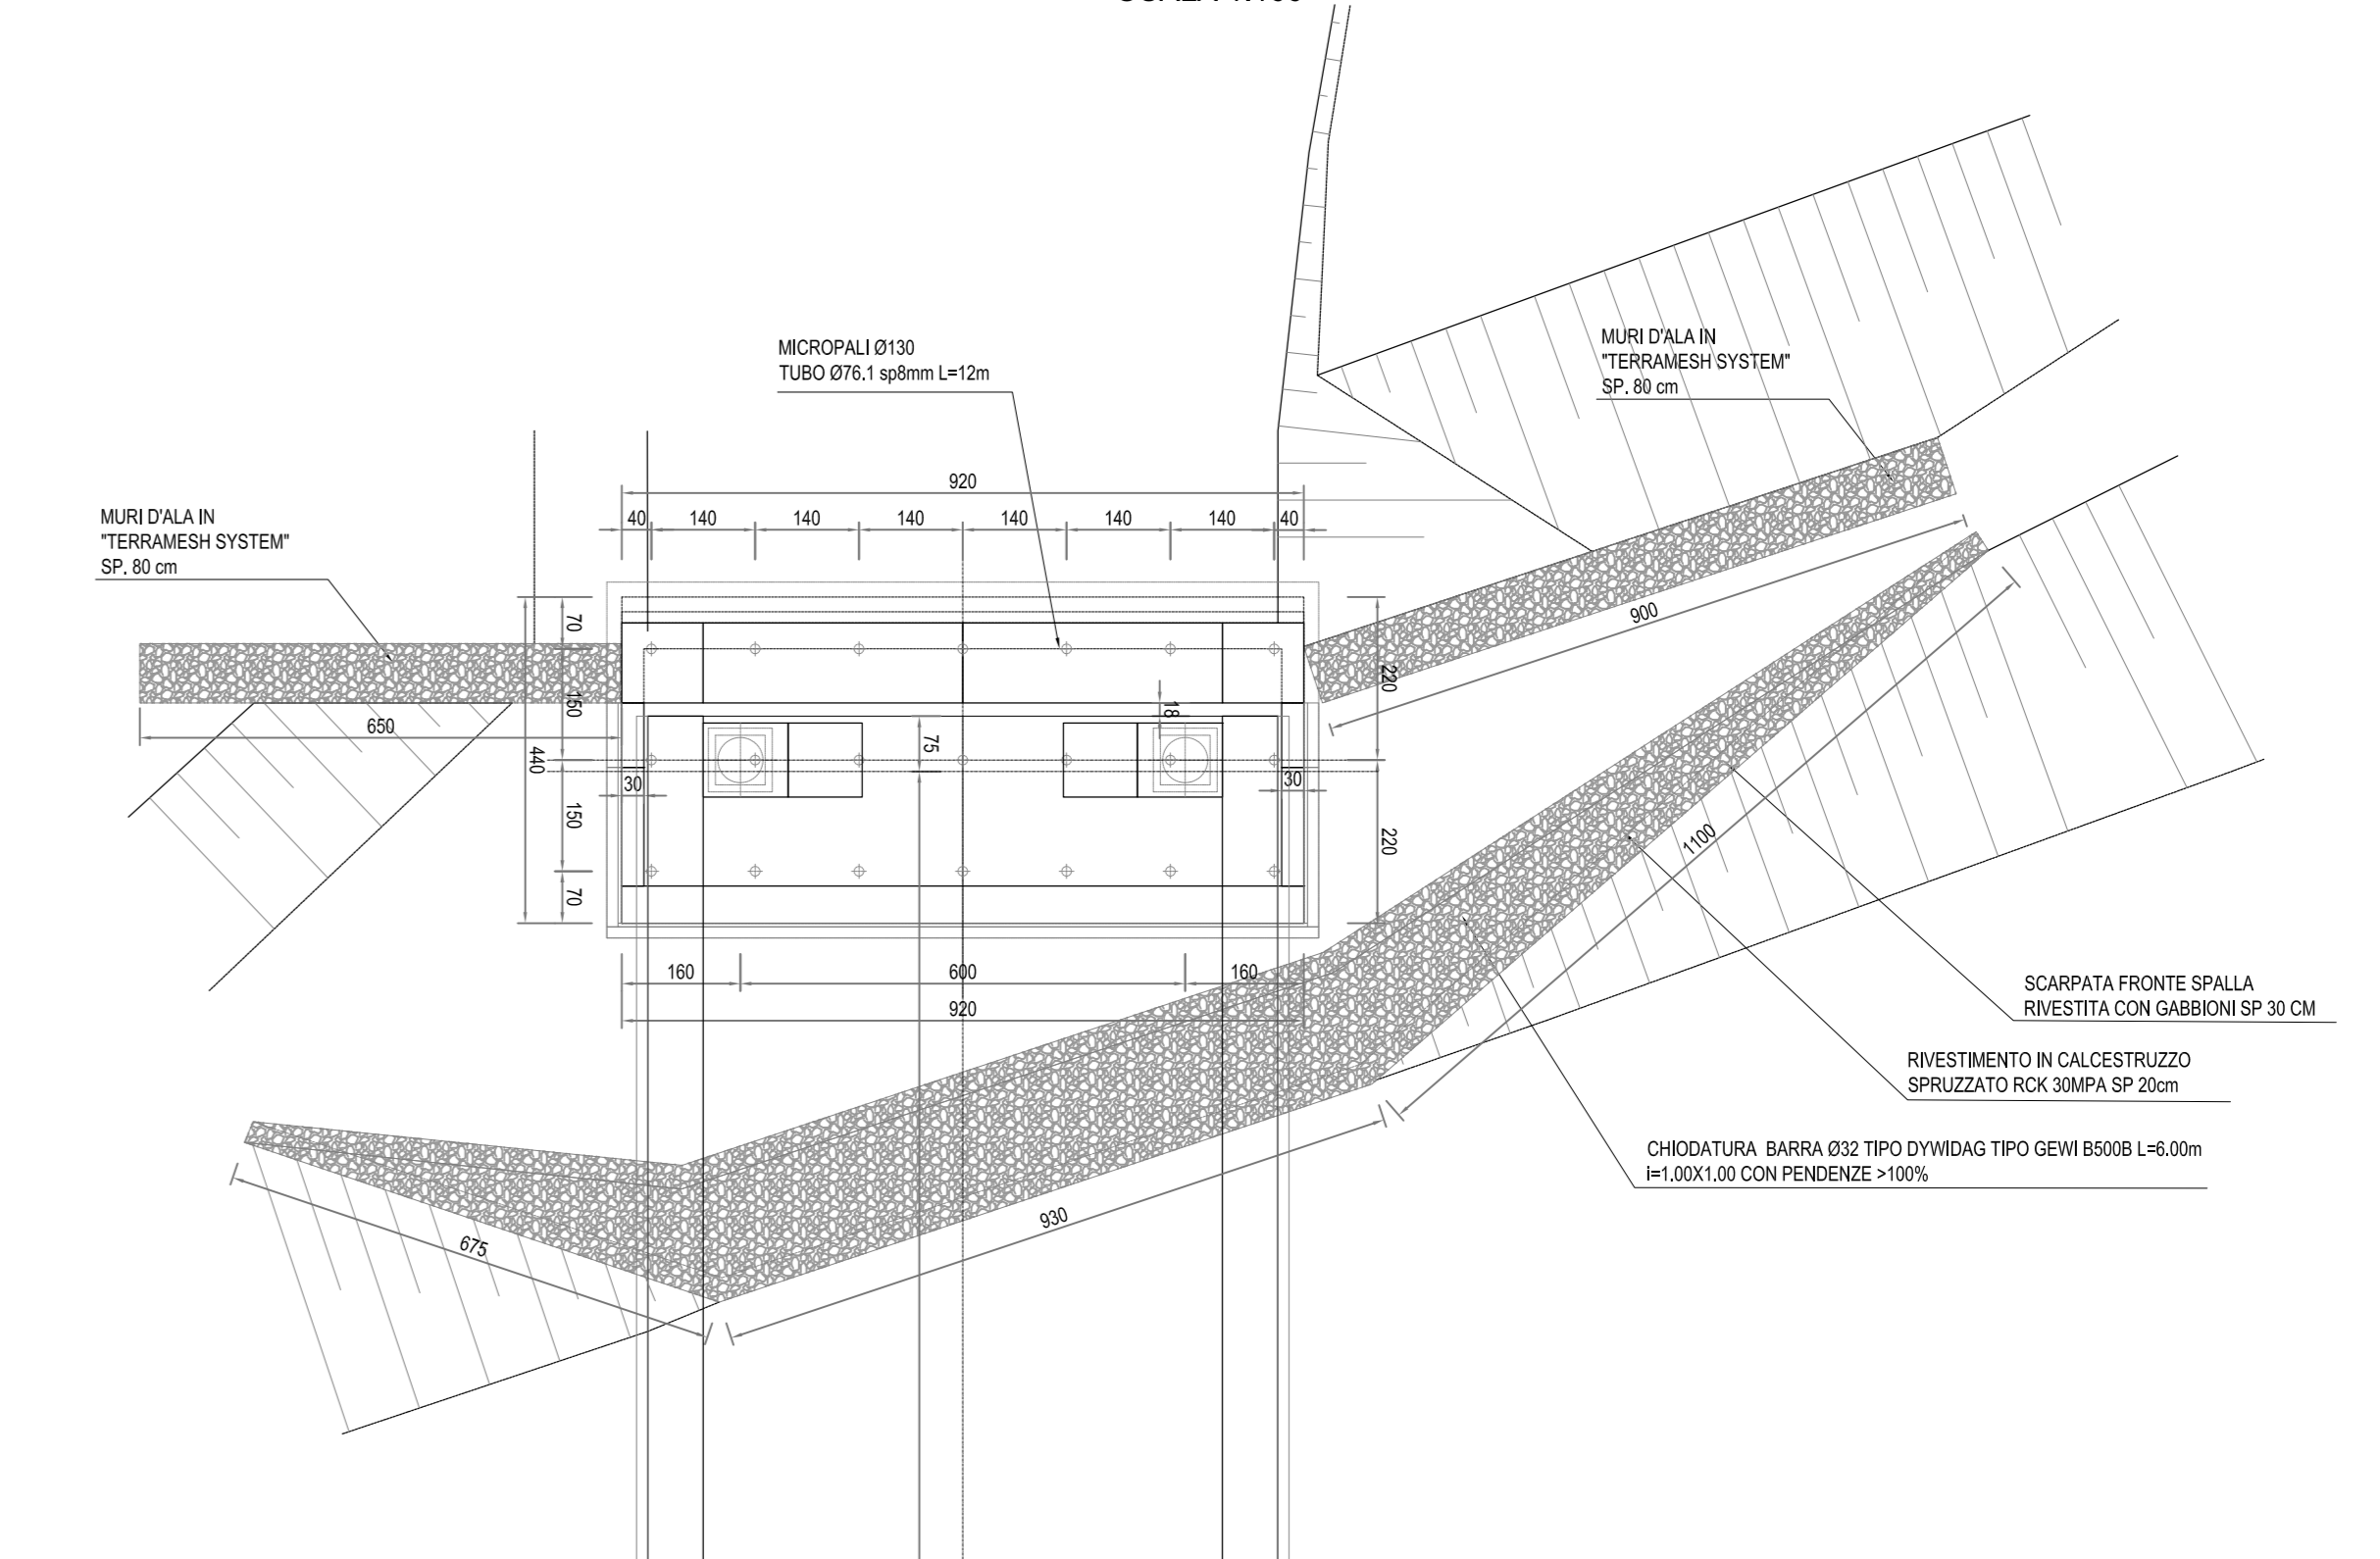 MURI D'ALA IN
"TERRAMESH SYSTEM"
SP. 80 cm
MICROPALI Ø130
TUBO Ø76.1 sp8mm L=12m
MURI D'ALA IN
"TERRAMESH SYSTEM"
SP. 80 cm
920
40 140 140 140 140 140 140 40
70
150
150
70
440
650
30
75
18
30
220
220
900
1100
160 600 160
920
930
675
SCARPATA FRONTE SPALLA
RIVESTITA CON GABBIONI SP 30 CM
RIVESTIMENTO IN CALCESTRUZZO
SPRUZZATO RCK 30MPA SP 20cm
CHIODATURA BARRA Ø32 TIPO DYWIDAG TIPO GEWI B500B L=6.00m
i=1.00X1.00 CON PENDENZE >100%